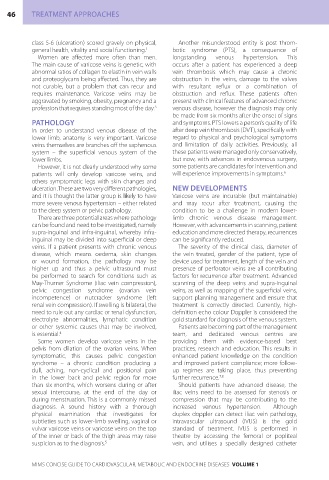 46 TREATMENT APPROACHES
class 5-6 (ulceration) scored gravely on physical,
general health, vitality and social functioning.²
Women are affected more often than men.
The main cause of varicose veins is genetic with
abnormal ratios of collagen to elastin in vein walls
and proteoglycans being affected. Thus, they are
not curable, but a problem that can recur and
requires maintenance. Varicose veins may be
aggravated by smoking, obesity, pregnancy and a
profession that requires standing most of the day.
PATHOLOGY
In order to understand venous disease of the
lower limb, anatomy is very important. Varicose
veins themselves are branches off the saphenous
system – the superficial venous system of the
lower limbs.
However, it is not clearly understood why some
patients will only develop varicose veins, and
others symptomatic legs with skin changes and
ulceration. These are two very different pathologies,
and it is thought the latter group is likely to have
more severe venous hypertension – either related
to the deep system or pelvic pathology.
There are three potential areas where pathology
can be found and need to be investigated, namely
supra-inguinal and infra-inguinal, whereby infra-
inguinal may be divided into superficial or deep
veins. If a patient presents with chronic venous
disease, which means oedema, skin changes
or wound formation, the pathology may be
higher up and thus a pelvic ultrasound must
be performed to search for conditions such as
May-Thurner Syndrome (iliac vein compression),
pelvic congestion syndrome (ovarian vein
incompetence) or nutcracker syndrome (left
renal vein compression). If swelling is bilateral, the
need to rule out any cardiac or renal dysfunction,
electrolyte abnormalities, lymphatic condition
or other systemic causes that may be involved,
is essential.
Some women develop varicose veins in the
pelvis from dilation of the ovarian veins. When
symptomatic, this causes pelvic congestion
syndrome – a chronic condition producing a
dull, aching, non-cyclical and positional pain
in the lower back and pelvic region for more
than six months, which worsens during or after
sexual intercourse, at the end of the day or
during menstruation. This is a commonly missed
diagnosis. A sound history with a thorough
physical examination that investigates for
subtleties such as lower-limb swelling, vaginal or
vulvar varicose veins or varicose veins on the top
of the inner or back of the thigh areas may raise
suspicion as to the diagnosis.
Another misunderstood entity is post throm-
botic syndrome (PTS), a consequence of
longstanding venous hypertension. This
occurs after a patient has experienced a deep
vein thrombosis which may cause a chronic
obstruction in the veins, damage to the valves
with resultant reflux or a combination of
obstruction and reflux. These patients often
present with clinical features of advanced chronic
venous disease, however the diagnosis may only
be made from six months after the onset of signs
and symptoms. PTS lowers a person's quality of life
after deep vein thrombosis (DVT), specifically with
regard to physical and psychological symptoms
and limitation of daily activities. Previously, all
these patients were managed only conservatively,
but now, with advances in endovenous surgery,
some patients are candidates for intervention and
will experience improvements in symptoms.
NEW DEVELOPMENTS
Varicose veins are incurable (but maintainable)
and may recur after treatment, causing the
condition to be a challenge in modern lower-
limb chronic venous disease management.
However, with advancements in scanning, patient
education and more directed therapy, recurrences
can be significantly reduced.
The severity of the clinical class, diameter of
the vein treated, gender of the patient, type of
device used for treatment, length of the vein and
presence of perforator veins are all contributing
factors for recurrence after treatment. Advanced
scanning of the deep veins and supra-inguinal
veins, as well as mapping of the superficial veins,
support planning management and ensure that
treatment is correctly directed. Currently, high-
definition echo colour Doppler is considered the
gold standard for diagnosis of the venous system.
Patients are becoming part of the management
team, and dedicated venous centres are
providing them with evidence-based best
practices, research and education. This results in
enhanced patient knowledge on the condition
and improved patient compliance; more follow-
up regimes are taking place, thus preventing
further recurrence.
Should patients have advanced disease, the
iliac veins need to be assessed for stenosis or
compression that may be contributing to the
increased venous hypertension. Although
duplex doppler can detect iliac vein pathology,
intravascular ultrasound (IVUS) is the gold
standard of treatment. IVUS is performed in
theatre by accessing the femoral or popliteal
vein, and utilises a specially designed catheter
MIMS CONCISE GUIDE TO CARDIOVASCULAR, METABOLIC AND ENDOCRINE DISEASES VOLUME 1